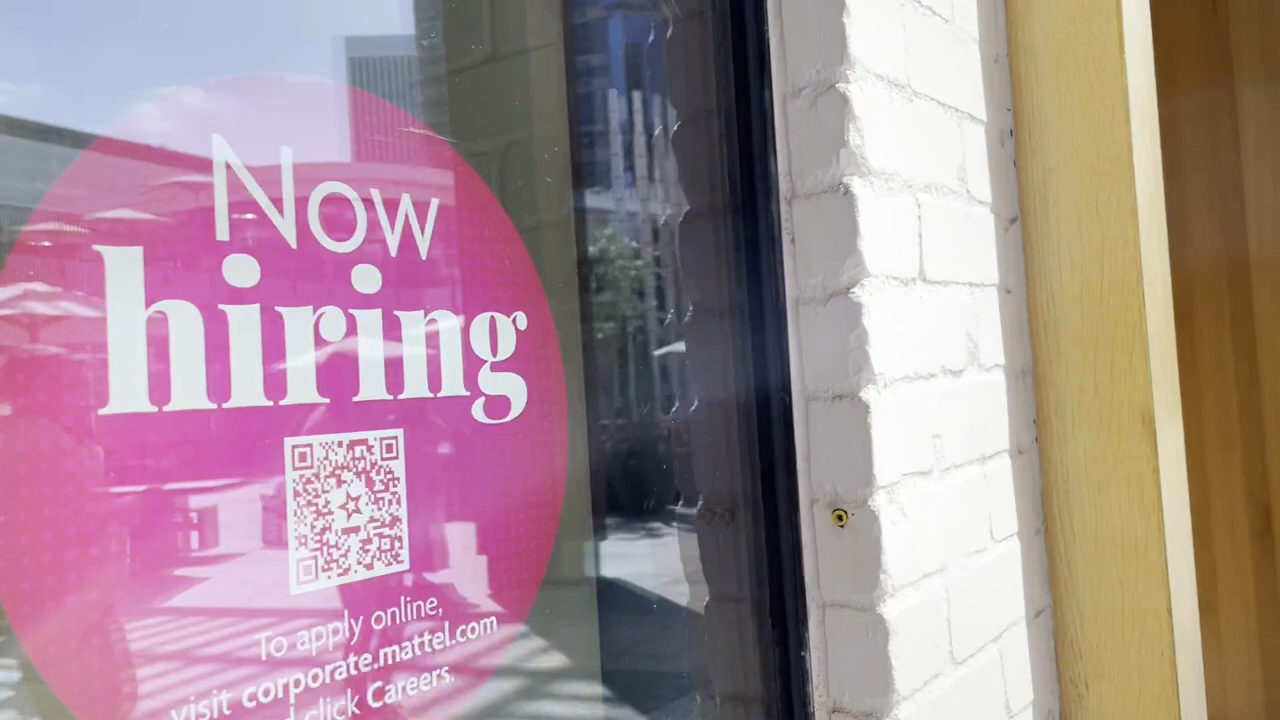 Now
hiring
To apply online,
visit corporate.mattel.com
click Careers.